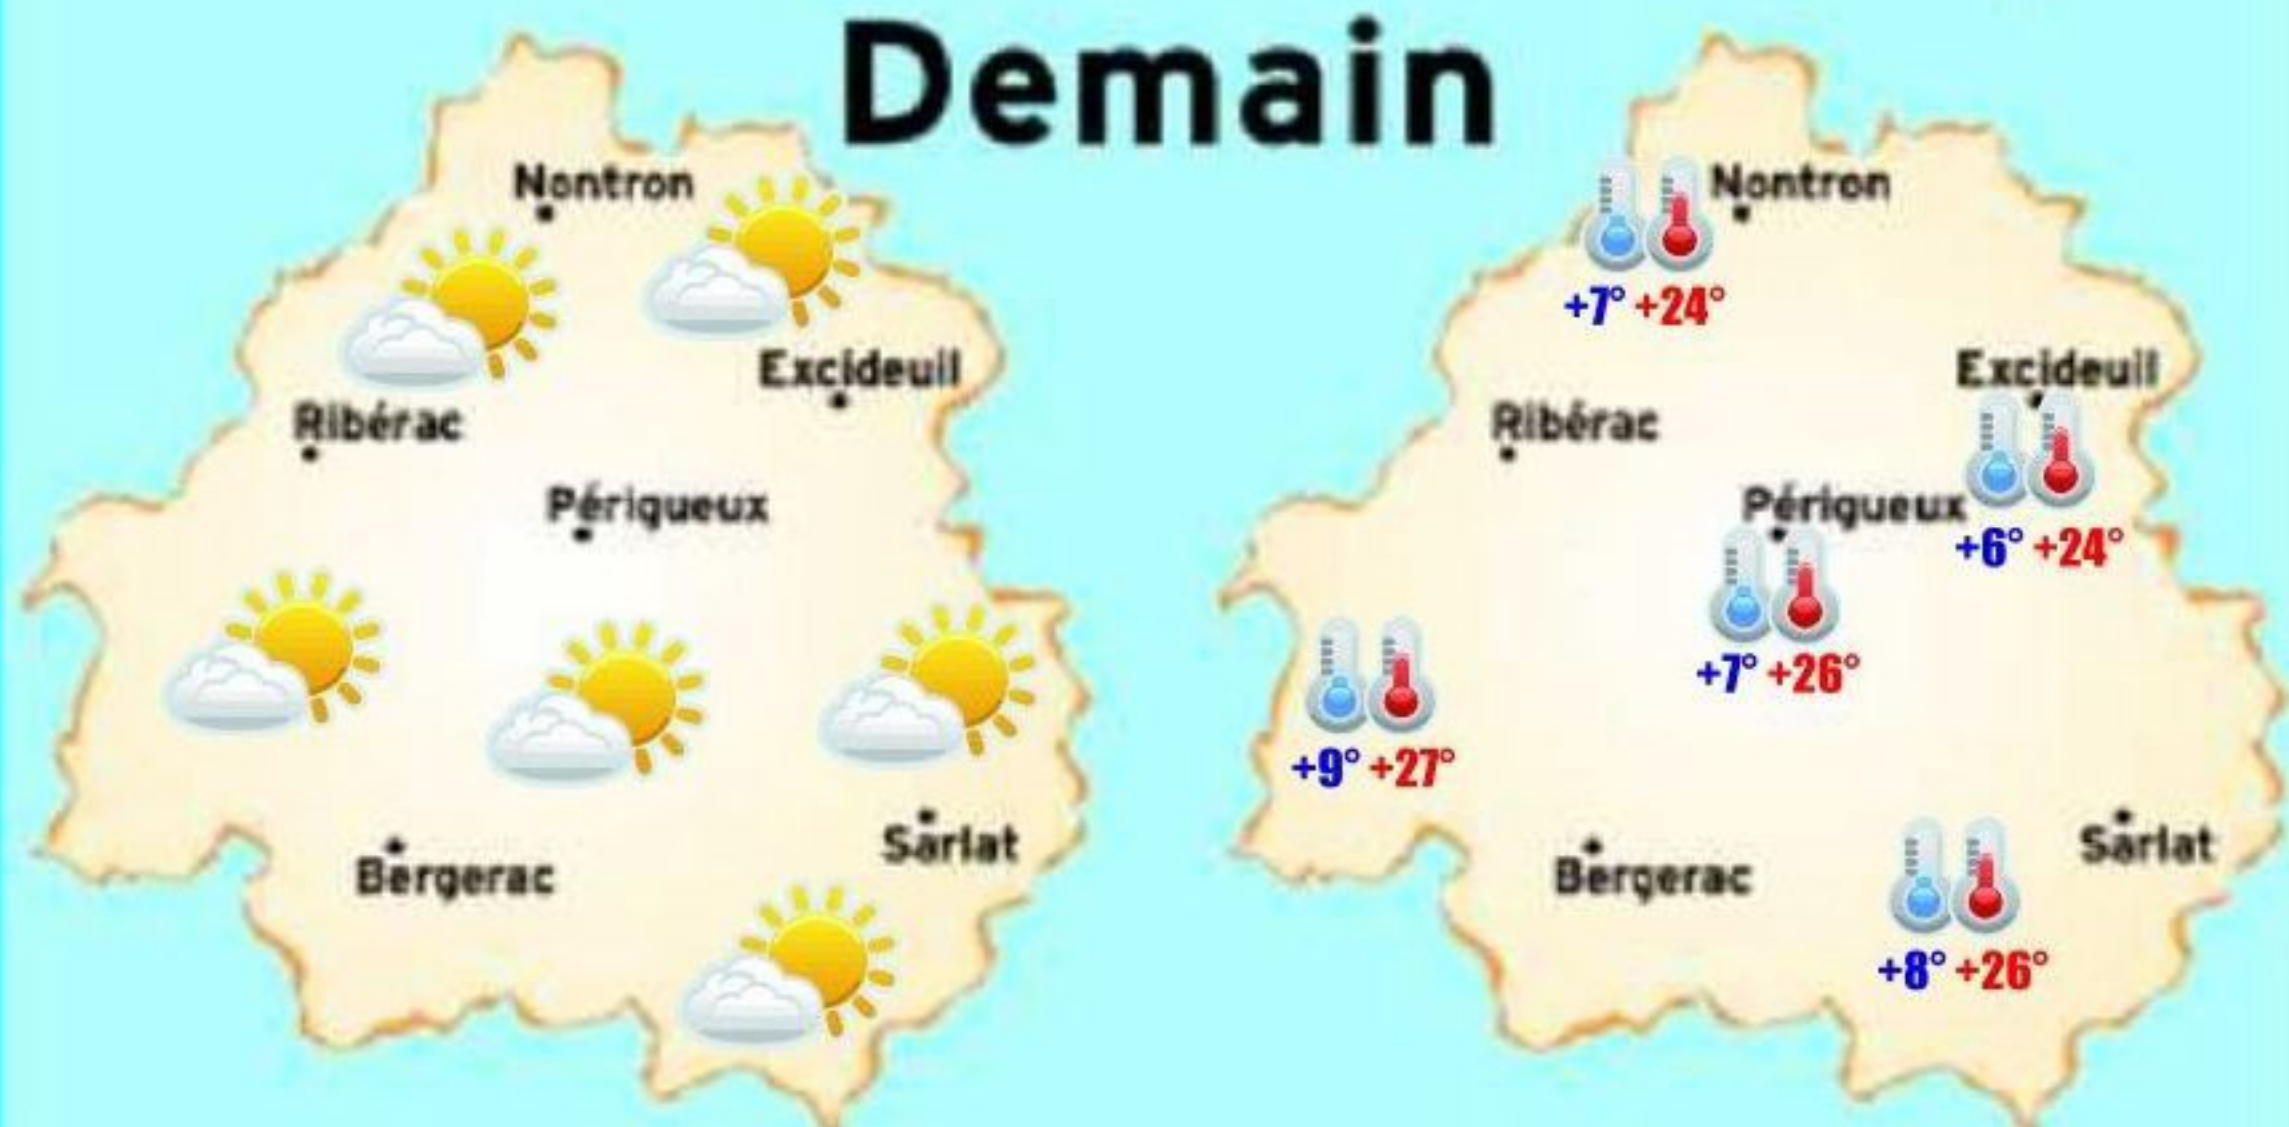 Demain
Nontron
Excideuil
Ribérac
Périgueux
Sarlat
Bergerac
Nontron
+7° +24°
Excideuil
Ribérac
Périgueux
+6° +24°
+7° +26°
+9° +27°
Sarlat
Bergerac
+8° +26°